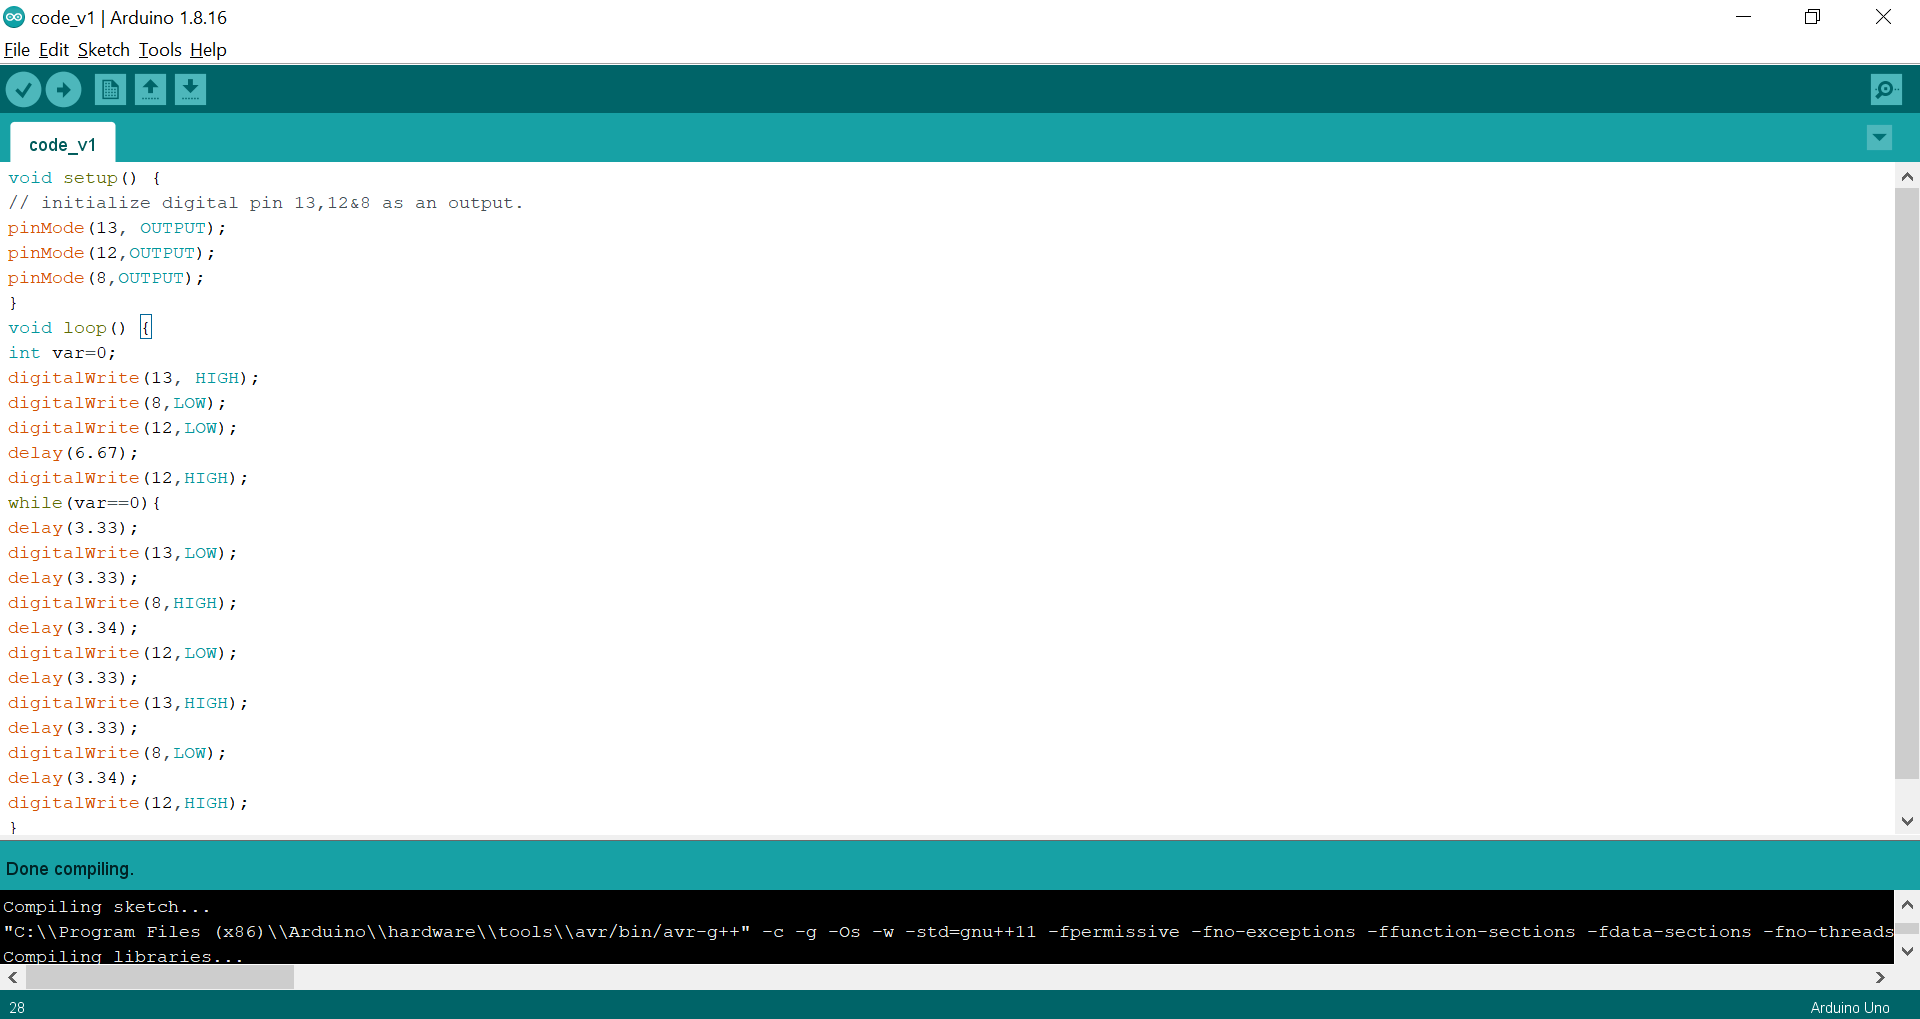 code_v1 | Arduino 1.8.16
File Edit Sketch Tools Help
code_v1
void setup() {
// initialize digital pin 13,12&8 as an output.
pinMode(13, OUTPUT);
pinMode(12,OUTPUT);
pinMode(8,OUTPUT);
}
void loop() {
int var=0;
digitalWrite(13, HIGH);
digitalWrite(8,LOW);
digitalWrite(12,LOW);
delay(6.67);
digitalWrite(12,HIGH);
while(var==0){
delay(3.33);
digitalWrite(13,LOW);
delay(3.33);
digitalWrite(8,HIGH);
delay(3.34);
digitalWrite(12,LOW);
delay(3.33);
digitalWrite(13,HIGH);
delay(3.33);
digitalWrite(8,LOW);
delay(3.34);
digitalWrite(12,HIGH);
}
Done compiling.
Compiling sketch...
"C:\\Program Files (x86)\\Arduino\\hardware\\tools\\avr/bin/avr-g++" -c -g -Os -w -std=gnu++11 -fpermissive -fno-exceptions -ffunction-sections -fdata-sections -fno-threads
Compiling libraries...
28
Arduino Uno